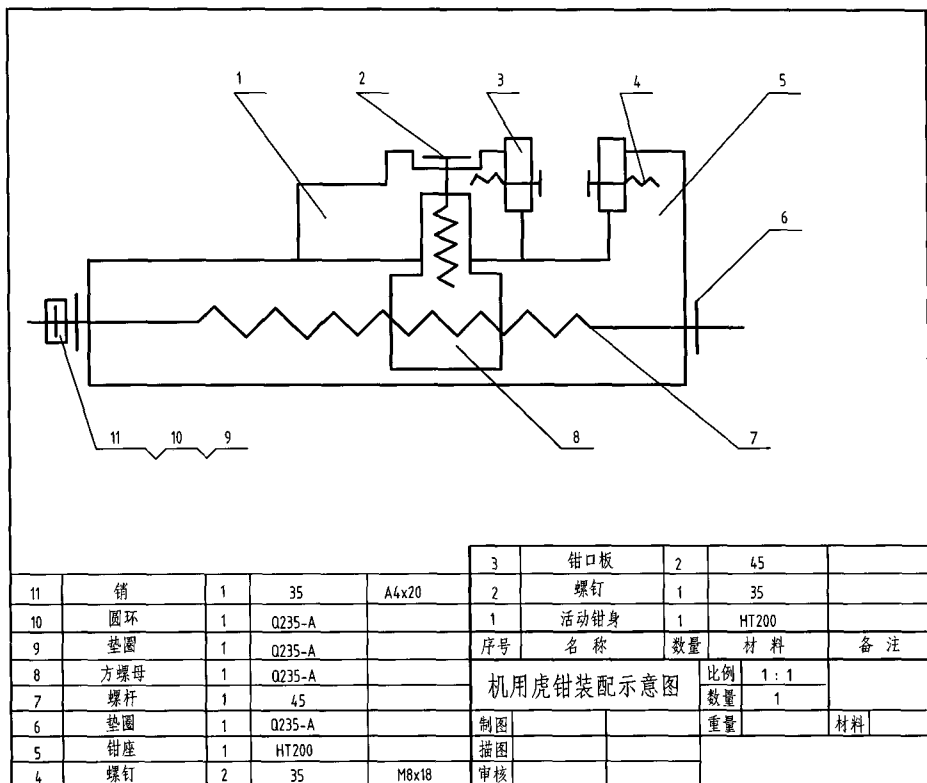 1 2 3 4 5
6
11 10 9 8 7
3 钳口板 2 45
2 螺钉 1 35
1 活动钳身 1 HT200
序号 名称 数量 材料 备注
11 销 1 35 A4x20
10 圆环 1 Q235-A
9 垫圈 1 Q235-A
8 方螺母 1 Q235-A
7 螺杆 1 45
6 垫圈 1 Q235-A
5 钳座 1 HT200
4 螺钉 2 35 M8x18
机用虎钳装配示意图
比例 1:1
数量 1
制图 重量 材料
描图
审核